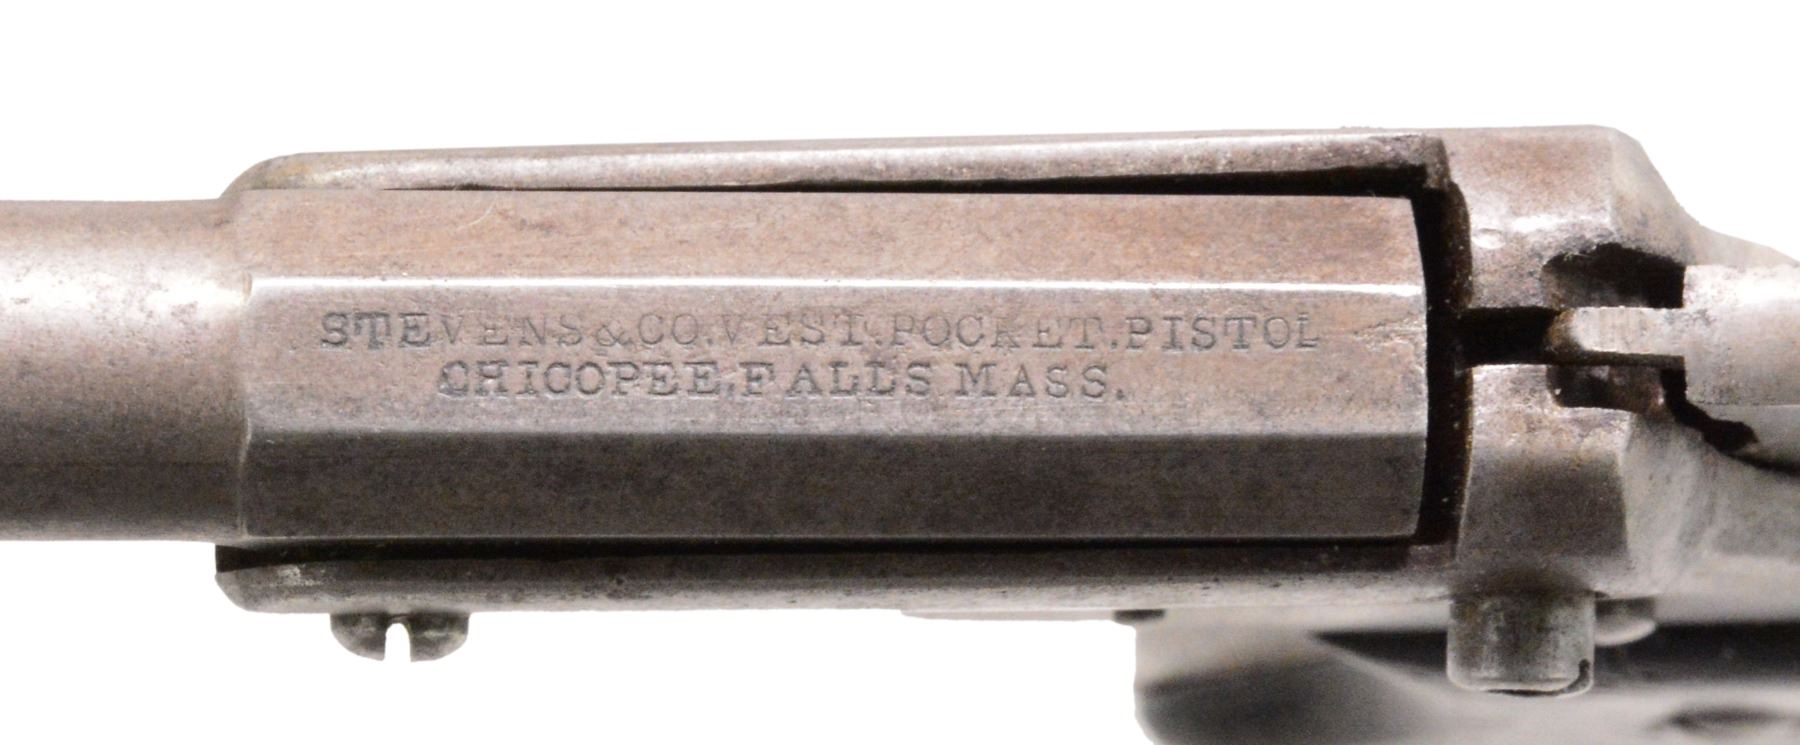 STEVENS&CO.VEST.POCKET.PISTOL
CHICOPEE.FALLS MASS.